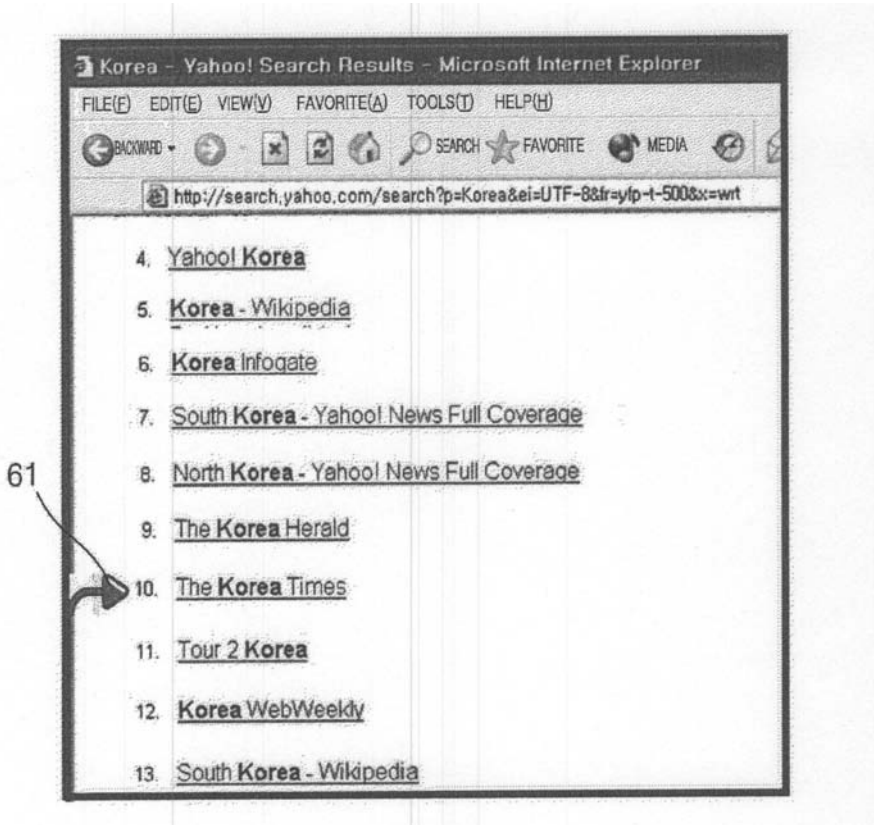 Korea - Yahoo! Search Results - Microsoft Internet Explorer
FILE(F) EDIT(E) VIEW(V) FAVORITE(A) TOOLS(T) HELP(H)
BACKWARD SEARCH FAVORITE MEDIA
http://search.yahoo.com/search?p=Korea&ei=UTF-8&fr=yfp-t-500&x=wrt
4. Yahoo! Korea
5. Korea - Wikipedia
6. Korea Infogate
7. South Korea - Yahoo! News Full Coverage
8. North Korea - Yahoo! News Full Coverage
61
9. The Korea Herald
10. The Korea Times
11. Tour 2 Korea
12. Korea WebWeekly
13. South Korea - Wikipedia